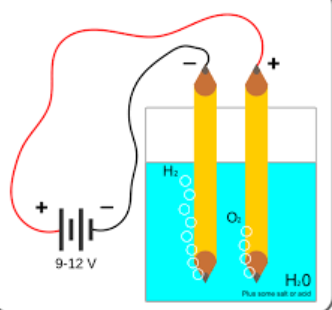 − +
H₂
O₂
+ −
9-12 V
H₂0
Plus some salt or acid